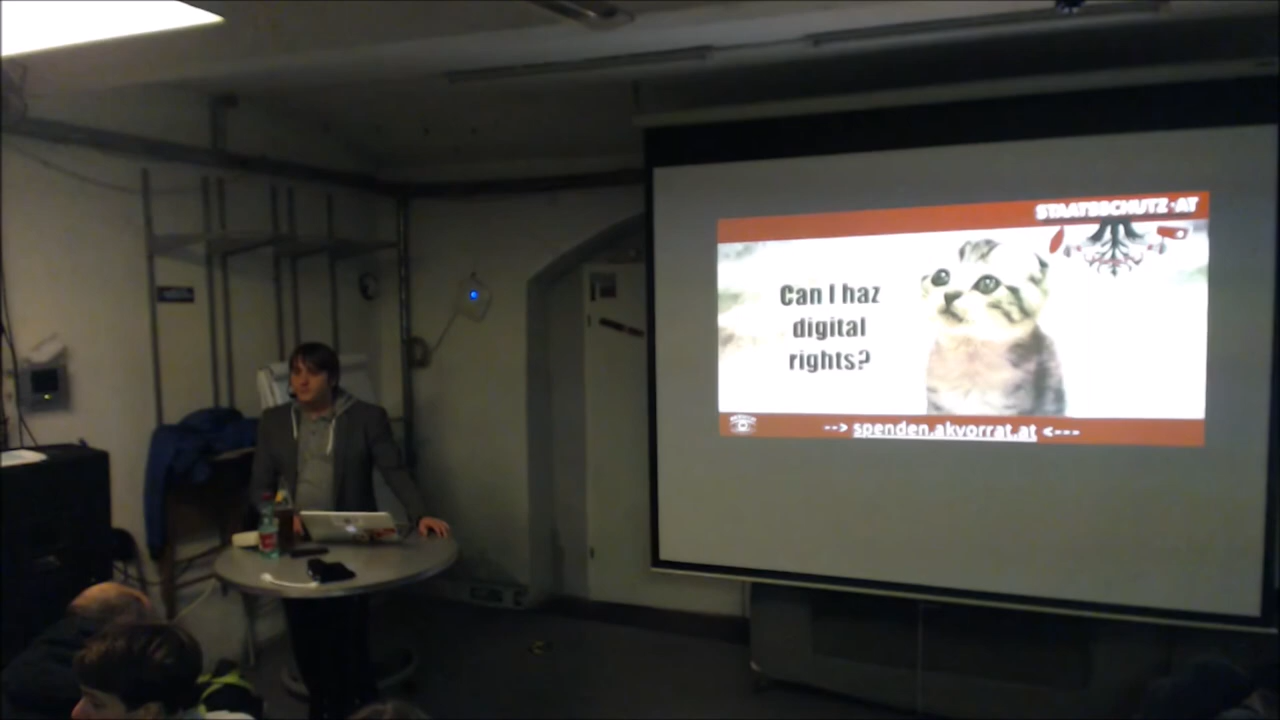 STAATSSCHUTZ·AT
Can I haz
digital
rights?
--> spenden.akvorrat.at <---